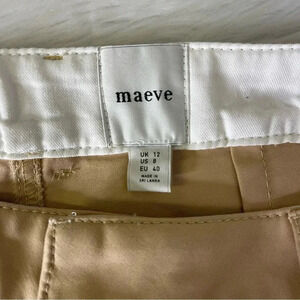 maeve
UK 12
US 8
EU 40
MADE IN
SRI LANKA